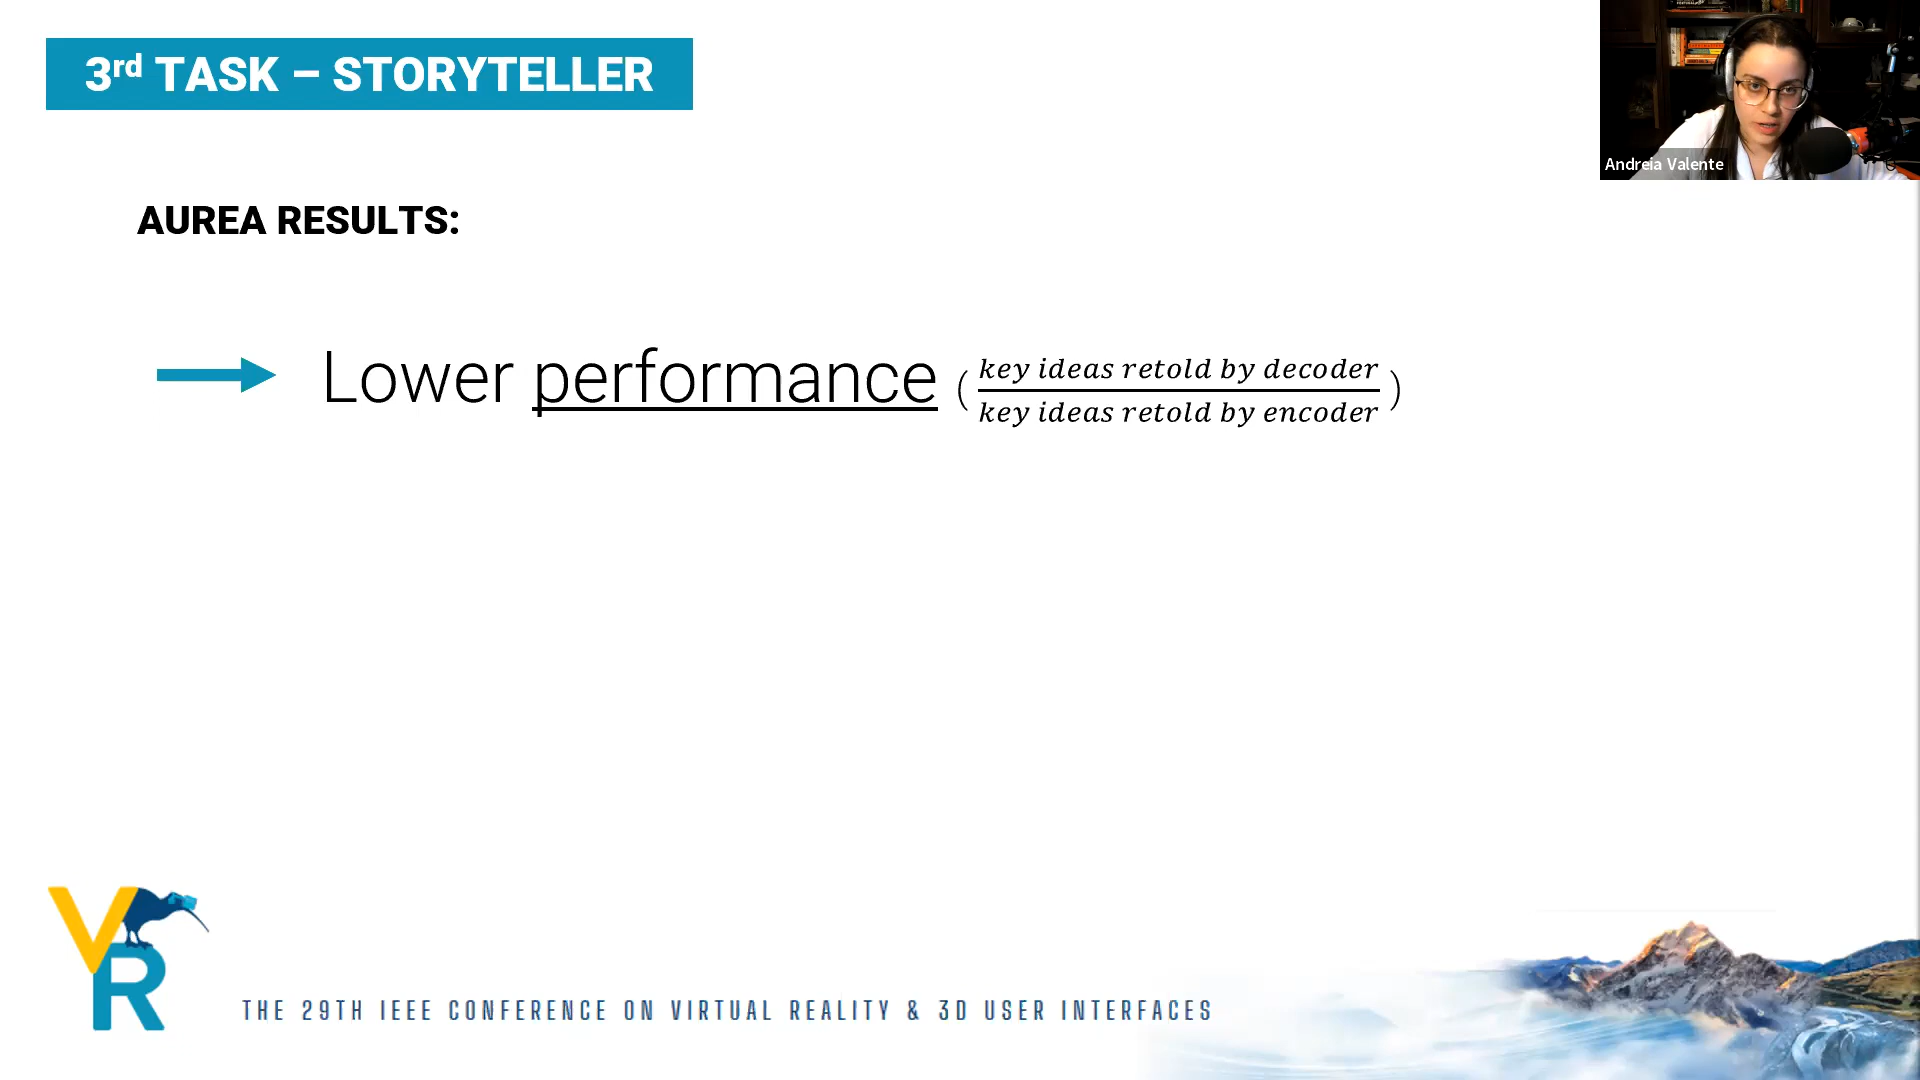 3rd TASK – STORYTELLER
Andreia Valente
AUREA RESULTS:
Lower performance (key ideas retold by decoder
key ideas retold by encoder)
VR
THE 29TH IEEE CONFERENCE ON VIRTUAL REALITY & 3D USER INTERFACES